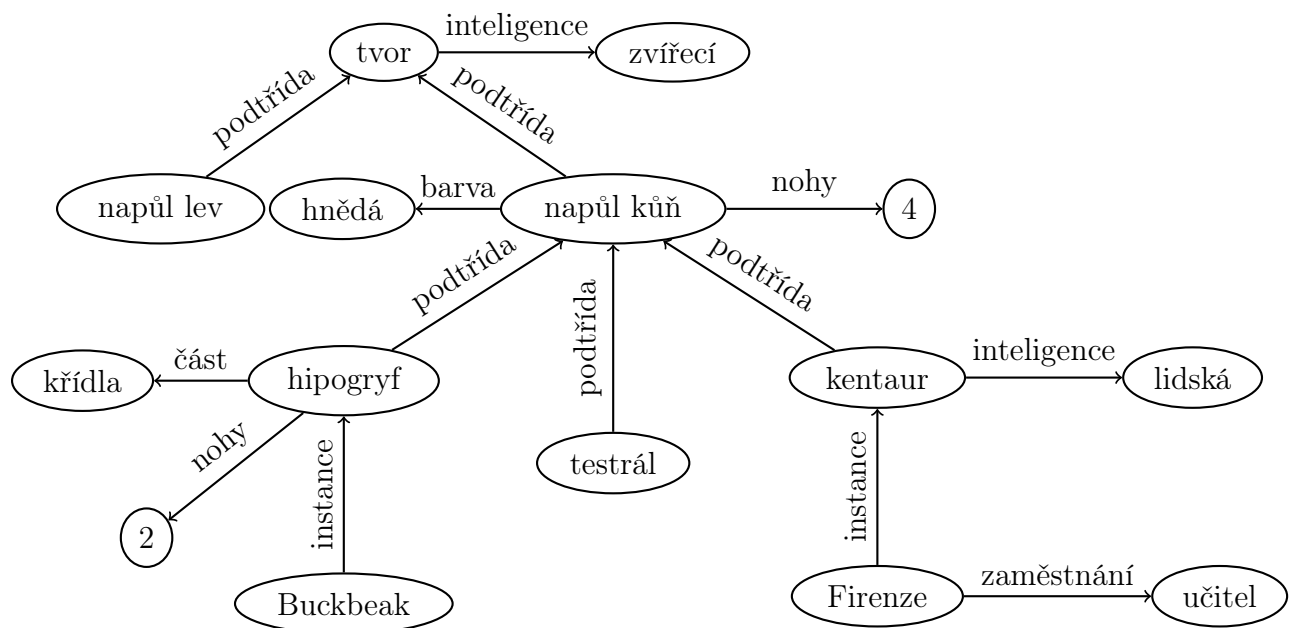 inteligence
tvor
zvířecí
podtřída
podtřída
napůl lev
hnědá
barva
napůl kůň
nohy
4
podtřída
podtřída
podtřída
křídla
část
hipogryf
kentaur
inteligence
lidská
nohy
testrál
2
instance
instance
Buckbeak
Firenze
zaměstnání
učitel